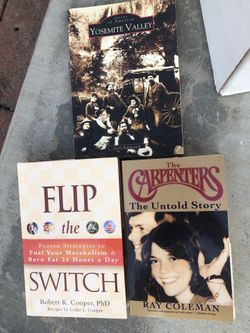 of America
YOSEMITE VALLEY
FLIP
the
SWITCH
Proven Strategies to
Fuel Your Metabolism &
Burn Fat 24 Hours a Day
Robert K. Cooper, PhD
Recipes by Leslie L. Cooper
The
CARPENTERS
The Untold Story
RAY COLEMAN